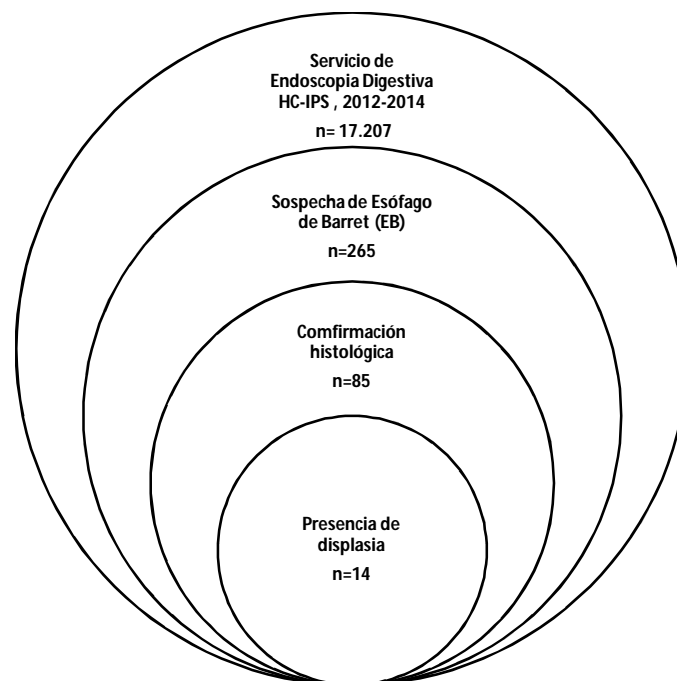 Servicio de
Endoscopia Digestiva
HC-IPS , 2012-2014
n= 17.207
Sospecha de Esófago
de Barret (EB)
n=265
Comfirmación
histológica
n=85
Presencia de
displasia
n=14